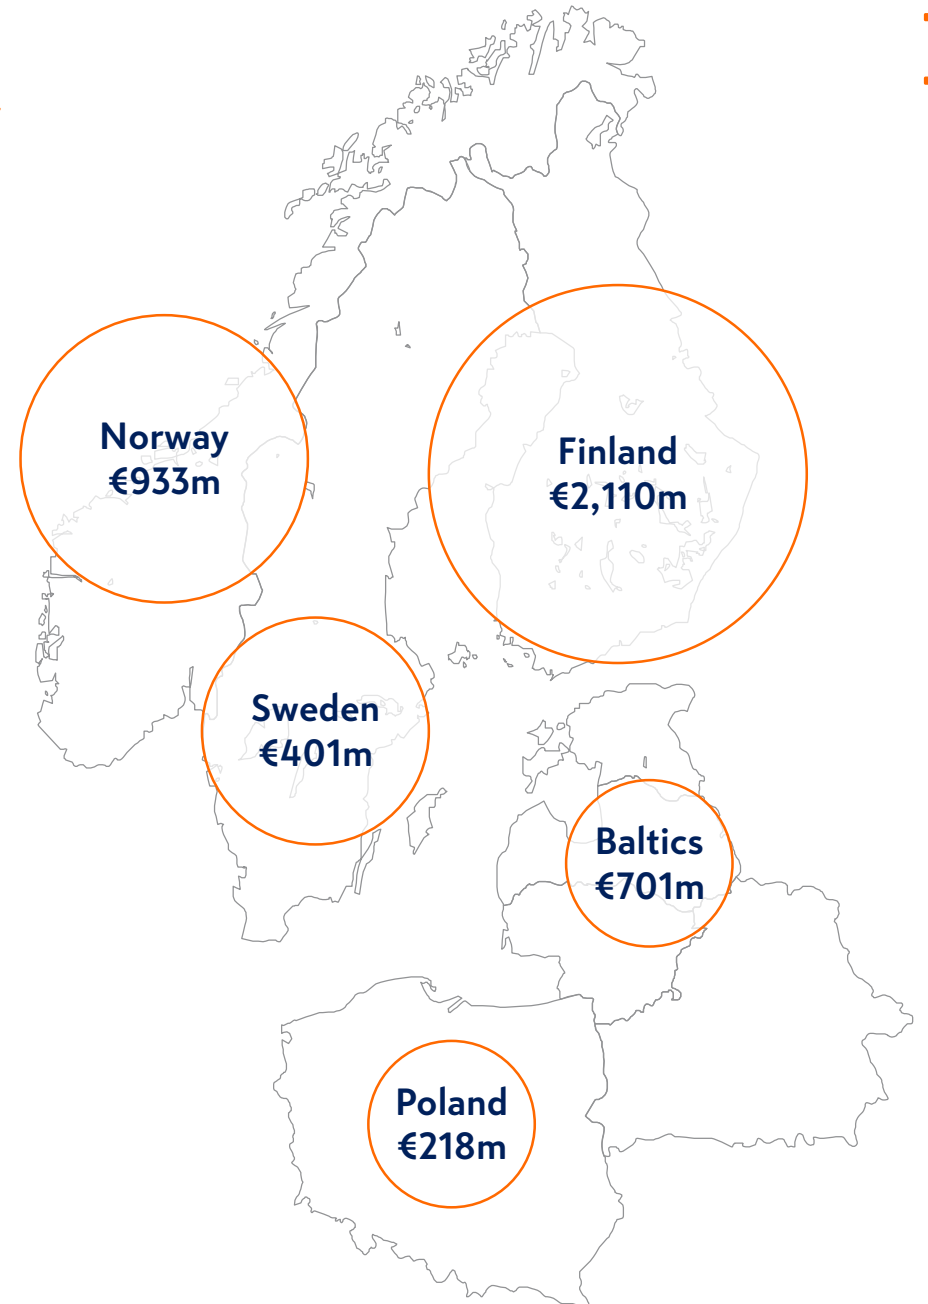 Norway
€933m
Finland
€2,110m
Sweden
€401m
Baltics
€701m
Poland
€218m